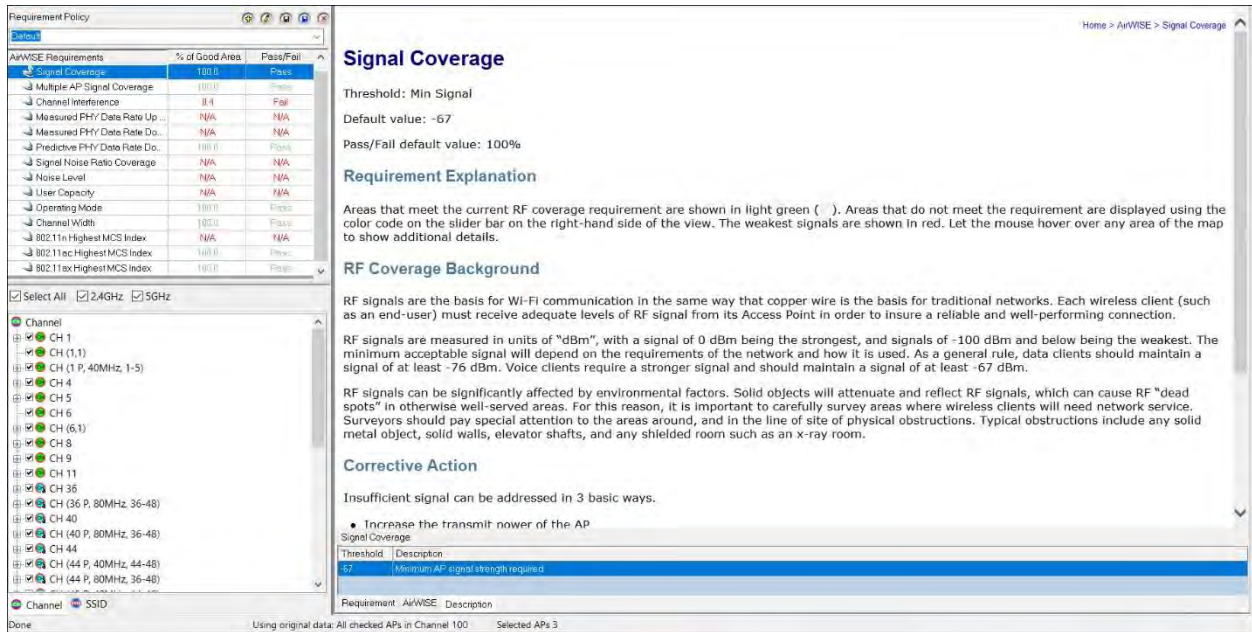 Requirement Policy
Default
AirWISE Requirements % of Good Area Pass/Fail
Signal Coverage 100.0 Pass
Multiple AP Signal Coverage 100.0 Pass
Channel Interference 8.4 Fail
Measured PHY Data Rate Up ... N/A N/A
Measured PHY Data Rate Do... N/A N/A
Predictive PHY Data Rate Do... 100.0 Pass
Signal Noise Ratio Coverage N/A N/A
Noise Level N/A N/A
User Capacity N/A N/A
Operating Mode 100.0 Pass
Channel Width 100.0 Pass
802.11n Highest MCS Index N/A N/A
802.11ac Highest MCS Index 100.0 Pass
802.11ax Highest MCS Index 100.0 Pass
Select All 2.4GHz 5GHz
Channel
CH 1
CH (1,1)
CH (1 P, 40MHz, 1-5)
CH 4
CH 5
CH 6
CH (6,1)
CH 8
CH 9
CH 11
CH 36
CH (36 P, 80MHz, 36-48)
CH 40
CH (40 P, 80MHz, 36-48)
CH 44
CH (44 P, 40MHz, 44-48)
CH (44 P, 80MHz, 36-48)
Channel SSID
Home > AirWISE > Signal Coverage
Signal Coverage
Threshold: Min Signal
Default value: -67
Pass/Fail default value: 100%
Requirement Explanation
Areas that meet the current RF coverage requirement are shown in light green ( ). Areas that do not meet the requirement are displayed using the
color code on the slider bar on the right-hand side of the view. The weakest signals are shown in red. Let the mouse hover over any area of the map
to show additional details.
RF Coverage Background
RF signals are the basis for Wi-Fi communication in the same way that copper wire is the basis for traditional networks. Each wireless client (such
as an end-user) must receive adequate levels of RF signal from its Access Point in order to insure a reliable and well-performing connection.
RF signals are measured in units of "dBm", with a signal of 0 dBm being the strongest, and signals of -100 dBm and below being the weakest. The
minimum acceptable signal will depend on the requirements of the network and how it is used. As a general rule, data clients should maintain a
signal of at least -76 dBm. Voice clients require a stronger signal and should maintain a signal of at least -67 dBm.
RF signals can be significantly affected by environmental factors. Solid objects will attenuate and reflect RF signals, which can cause RF "dead
spots" in otherwise well-served areas. For this reason, it is important to carefully survey areas where wireless clients will need network service.
Surveyors should pay special attention to the areas around, and in the line of site of physical obstructions. Typical obstructions include any solid
metal object, solid walls, elevator shafts, and any shielded room such as an x-ray room.
Corrective Action
Insufficient signal can be addressed in 3 basic ways.
• Increase the transmit power of the AP
Signal Coverage
Threshold Description
-67 Minimum AP signal strength required
Requirement AirWISE Description
Done Using original data: All checked APs in Channel 100 Selected APs 3